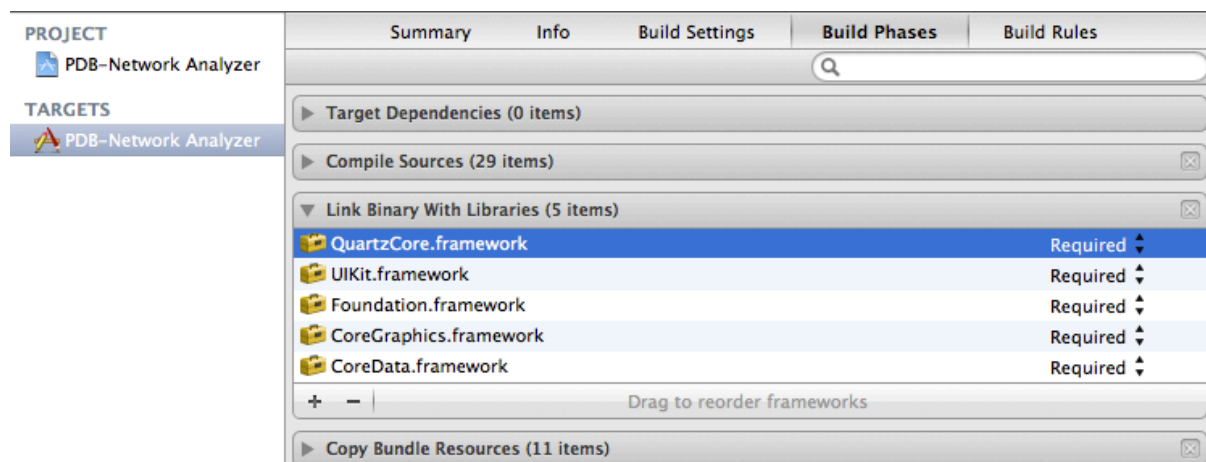 PROJECT
PDB-Network Analyzer
TARGETS
PDB-Network Analyzer
Summary Info Build Settings Build Phases Build Rules
Target Dependencies (0 items)
Compile Sources (29 items)
Link Binary With Libraries (5 items)
QuartzCore.framework Required
UIKit.framework Required
Foundation.framework Required
CoreGraphics.framework Required
CoreData.framework Required
+ − Drag to reorder frameworks
Copy Bundle Resources (11 items)